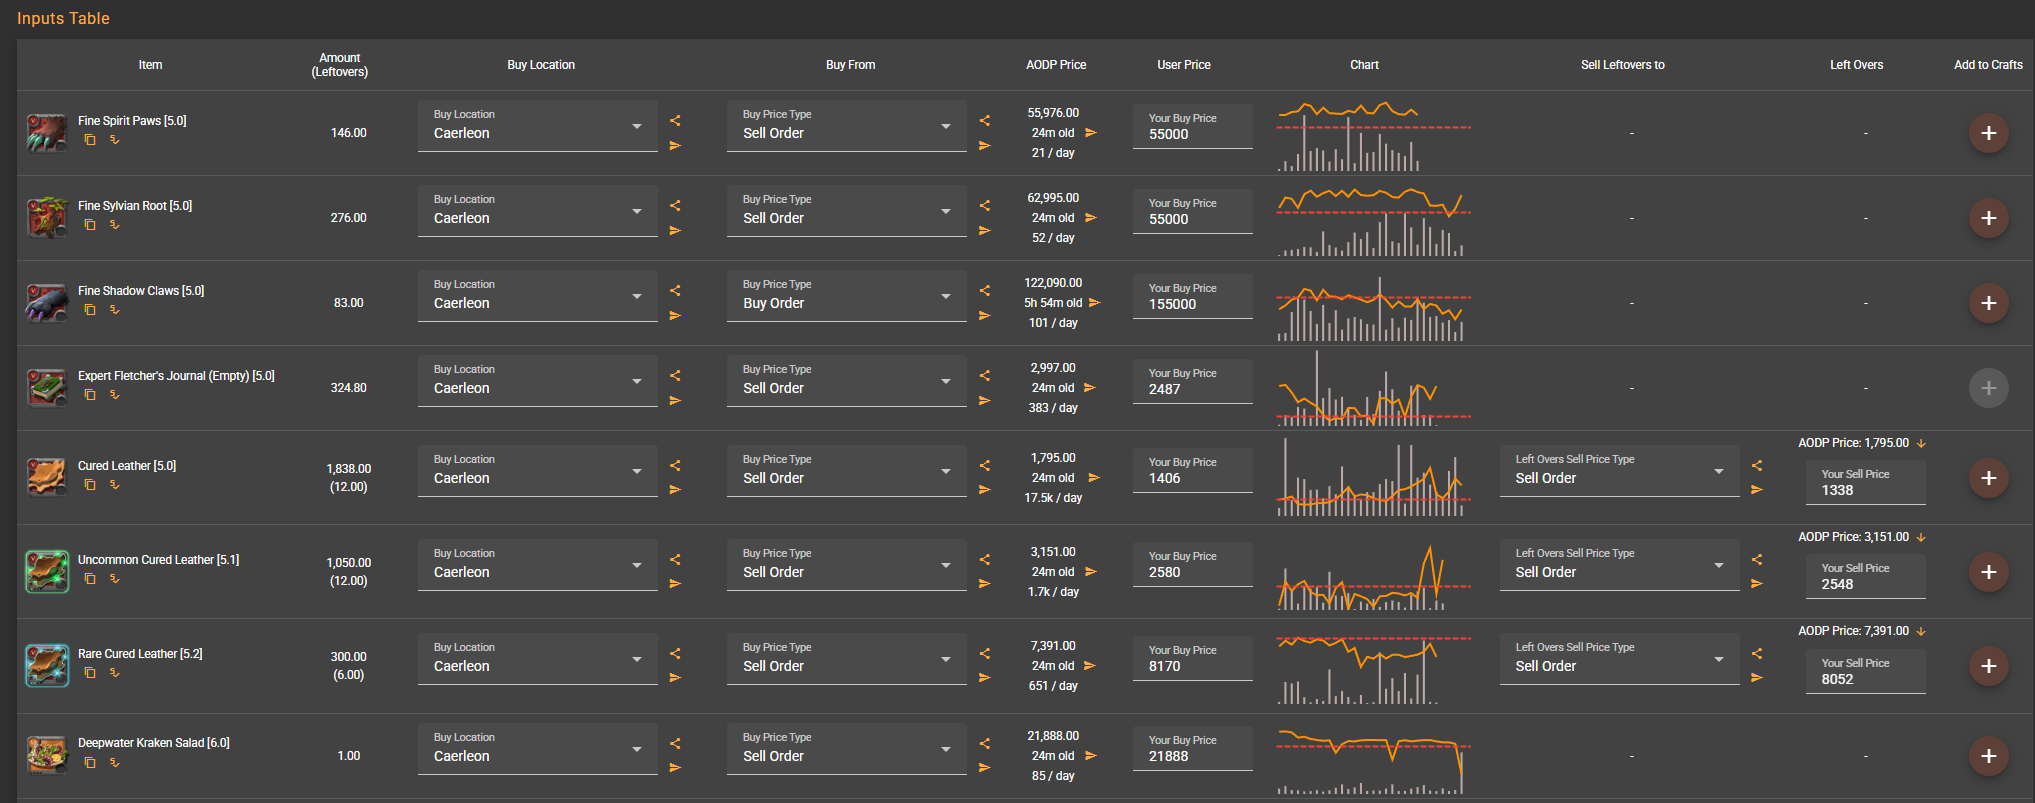 Inputs Table
Item
Amount
(Leftovers)
Buy Location
Buy From
AODP Price
User Price
Chart
Sell Leftovers to
Left Overs
Add to Crafts
Fine Spirit Paws [5.0]
146.00
Buy Location
Caerleon
Buy Price Type
Sell Order
55,976.00
24m old
21 / day
Your Buy Price
55000
-
-
+
Fine Sylvian Root [5.0]
276.00
Buy Location
Caerleon
Buy Price Type
Sell Order
62,995.00
24m old
52 / day
Your Buy Price
55000
-
-
+
Fine Shadow Claws [5.0]
83.00
Buy Location
Caerleon
Buy Price Type
Buy Order
122,090.00
5h 54m old
101 / day
Your Buy Price
155000
-
-
+
Expert Fletcher's Journal (Empty) [5.0]
324.80
Buy Location
Caerleon
Buy Price Type
Sell Order
2,997.00
24m old
383 / day
Your Buy Price
2487
-
-
+
Cured Leather [5.0]
1,838.00
(12.00)
Buy Location
Caerleon
Buy Price Type
Sell Order
1,795.00
24m old
17.5k / day
Your Buy Price
1406
Left Overs Sell Price Type
Sell Order
AODP Price: 1,795.00
Your Sell Price
1338
+
Uncommon Cured Leather [5.1]
1,050.00
(12.00)
Buy Location
Caerleon
Buy Price Type
Sell Order
3,151.00
24m old
1.7k / day
Your Buy Price
2580
Left Overs Sell Price Type
Sell Order
AODP Price: 3,151.00
Your Sell Price
2548
+
Rare Cured Leather [5.2]
300.00
(6.00)
Buy Location
Caerleon
Buy Price Type
Sell Order
7,391.00
24m old
651 / day
Your Buy Price
8170
Left Overs Sell Price Type
Sell Order
AODP Price: 7,391.00
Your Sell Price
8052
+
Deepwater Kraken Salad [6.0]
1.00
Buy Location
Caerleon
Buy Price Type
Sell Order
21,888.00
24m old
85 / day
Your Buy Price
21888
-
-
+